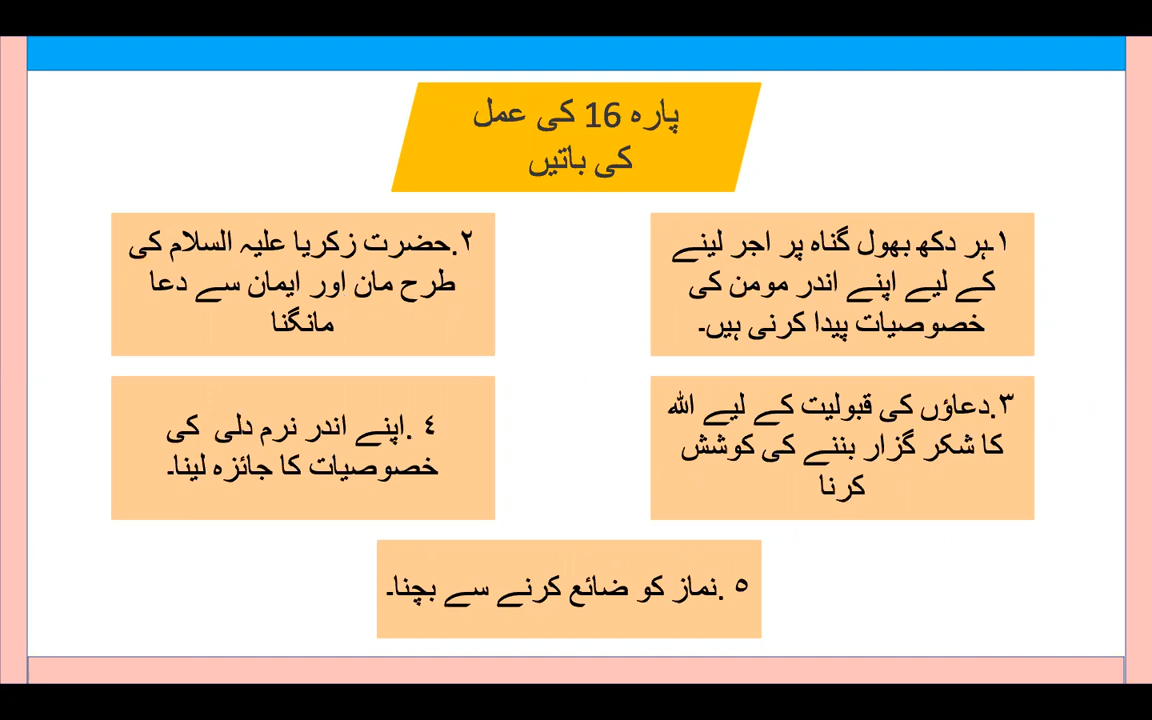 پارہ 16 کی عمل
کی باتیں
١۔ہر دکھ بھول گناہ پر اجر لینے
کے لیے اپنے اندر مومن کی
خصوصیات پیدا کرنی ہیں۔
٢.حضرت زکریا علیہ السلام کی
طرح مان اور ایمان سے دعا
مانگنا
٣.دعاؤں کی قبولیت کے لیے اللہ
کا شکر گزار بننے کی کوشش
کرنا
٤ .اپنے اندر نرم دلی کی
خصوصیات کا جائزہ لینا۔
٥ .نماز کو ضائع کرنے سے بچنا۔